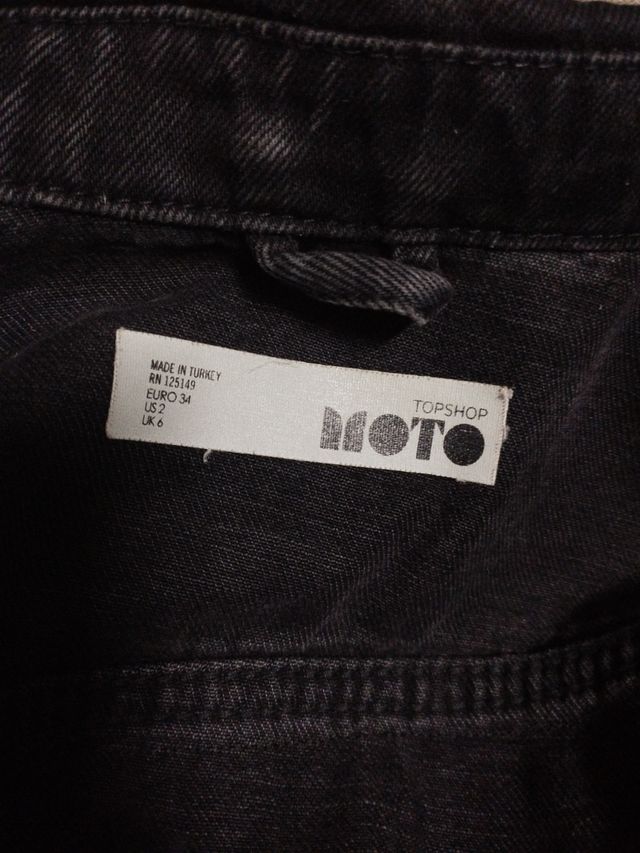 MADE IN TURKEY
RN 125149
EURO 34
US 2
UK 6
TOPSHOP
MOTO